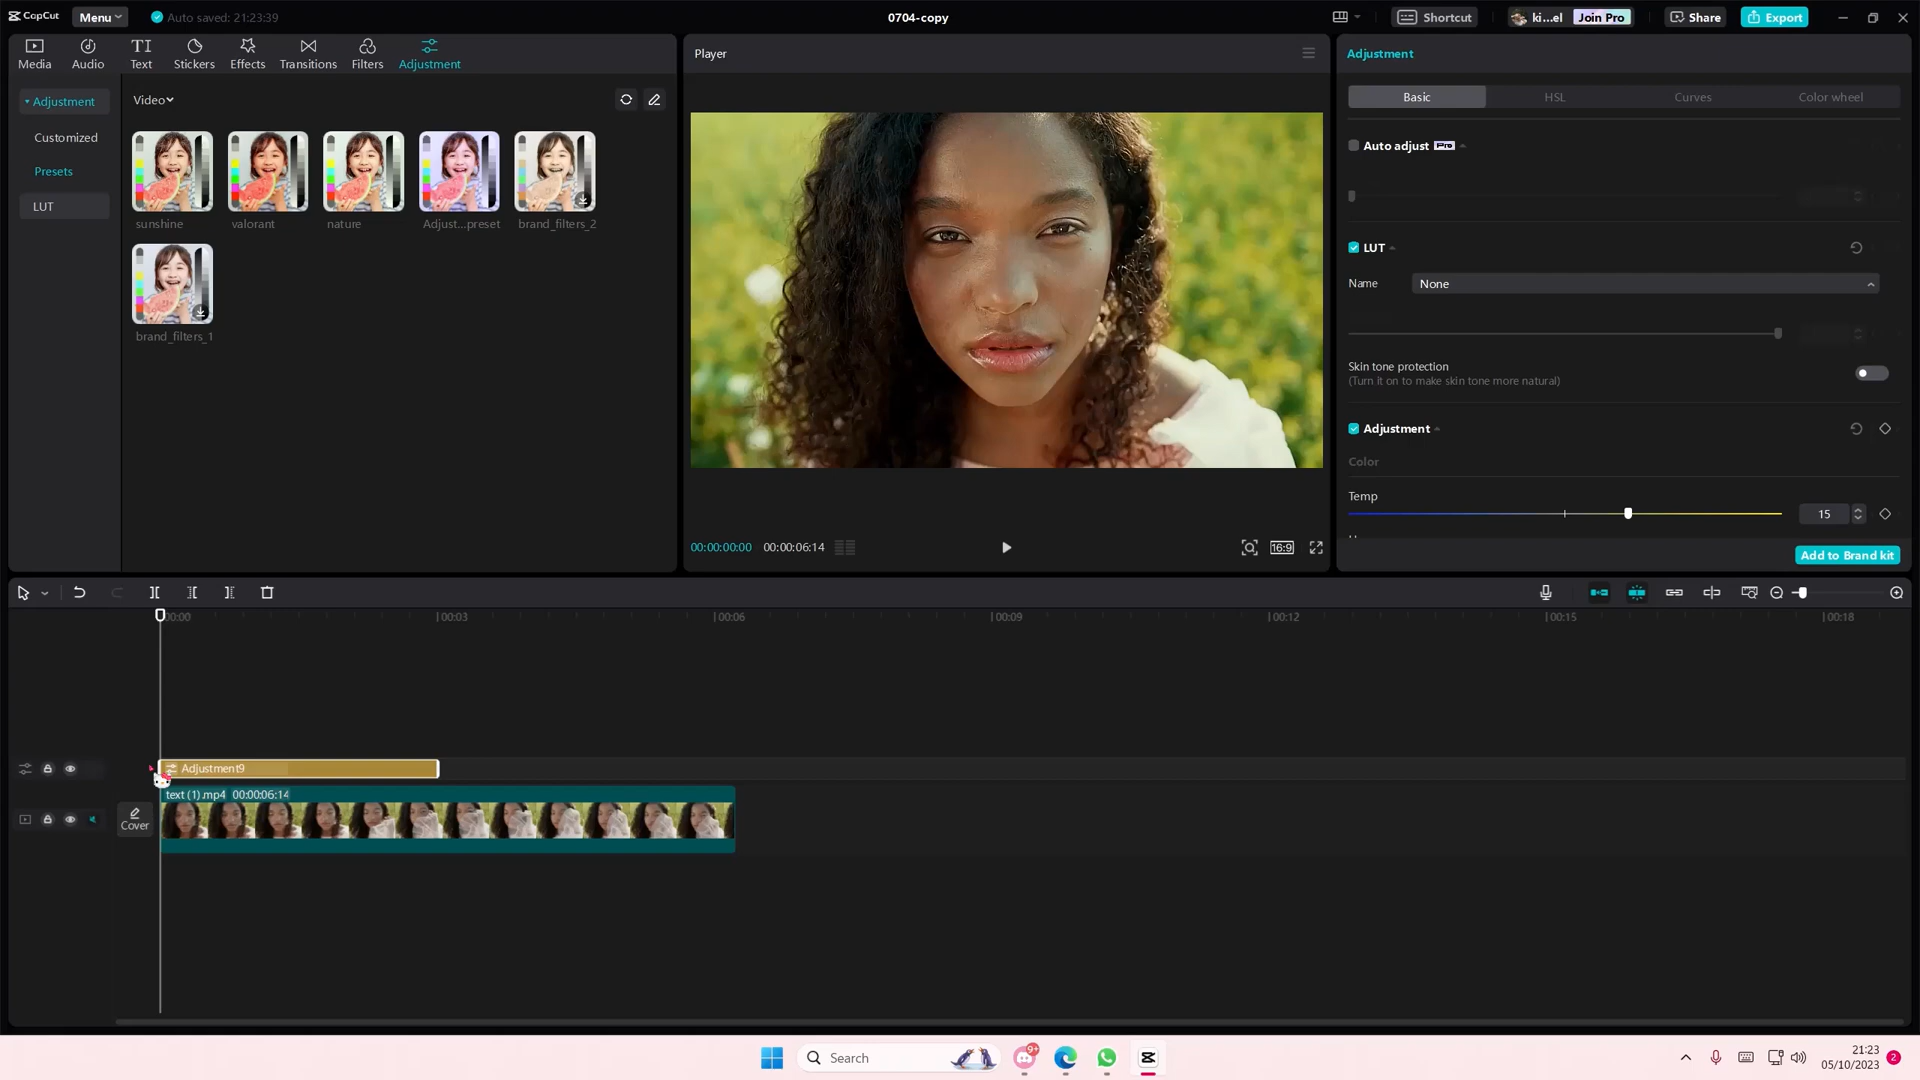 CapCut
Menu
Auto saved: 21:23:39
0704-copy
Shortcut
ki...el
Join Pro
Share
Export
Media
Audio
Text
Stickers
Effects
Transitions
Filters
Adjustment
Adjustment
Customized
Presets
LUT
Video
sunshine
valorant
nature
Adjust...preset
brand_filters_2
brand_filters_1
Player
00:00:00:00
00:00:06:14
16:9
Adjustment
Basic
HSL
Curves
Color wheel
Auto adjust Pro
LUT
Name
None
Skin tone protection
(Turn it on to make skin tone more natural)
Adjustment
Color
Temp
15
Add to Brand kit
00:00
00:03
00:06
00:09
00:12
00:15
00:18
Adjustment9
Cover
text (1).mp4 00:00:06:14
Search
9+
21:23
05/10/2023
2